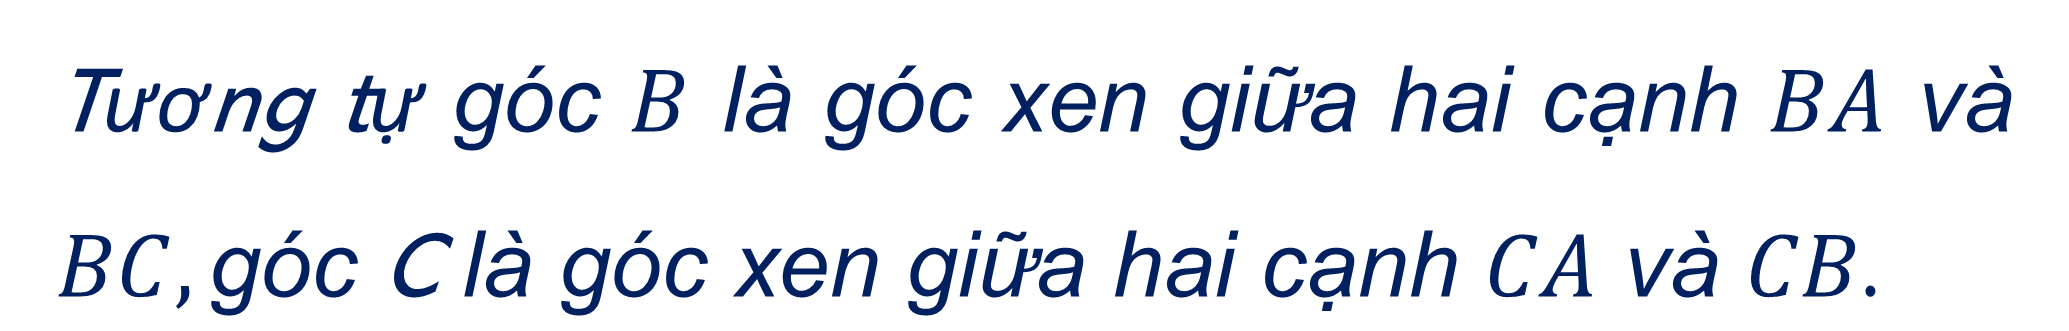 Tương tự góc B là góc xen giữa hai cạnh BA và
BC, góc C là góc xen giữa hai cạnh CA và CB.